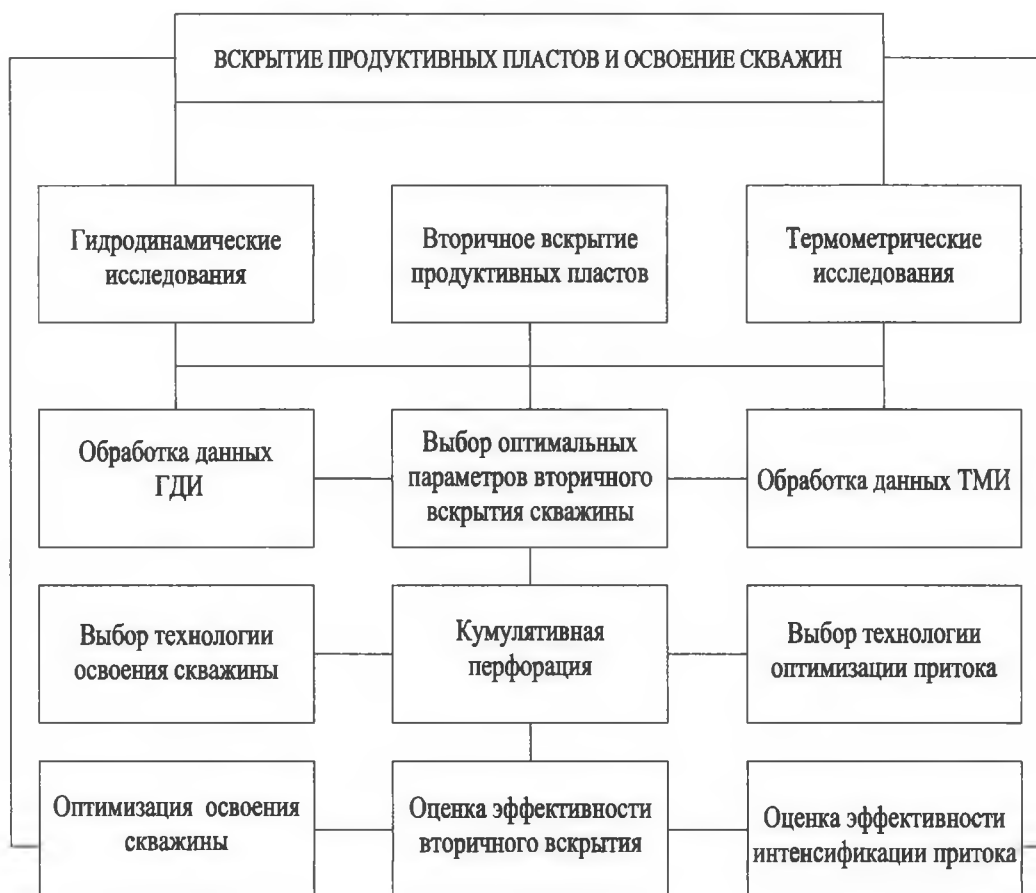 ВСКРЫТИЕ ПРОДУКТИВНЫХ ПЛАСТОВ И ОСВОЕНИЕ СКВАЖИН
Гидродинамические
исследования
Вторичное вскрытие
продуктивных пластов
Термометрические
исследования
Обработка данных
ГДИ
Выбор оптимальных
параметров вторичного
вскрытия скважины
Обработка данных ТМИ
Выбор технологии
освоения скважины
Кумулятивная
перфорация
Выбор технологии
оптимизации притока
Оптимизация освоения
скважины
Оценка эффективности
вторичного вскрытия
Оценка эффективности
интенсификации притока